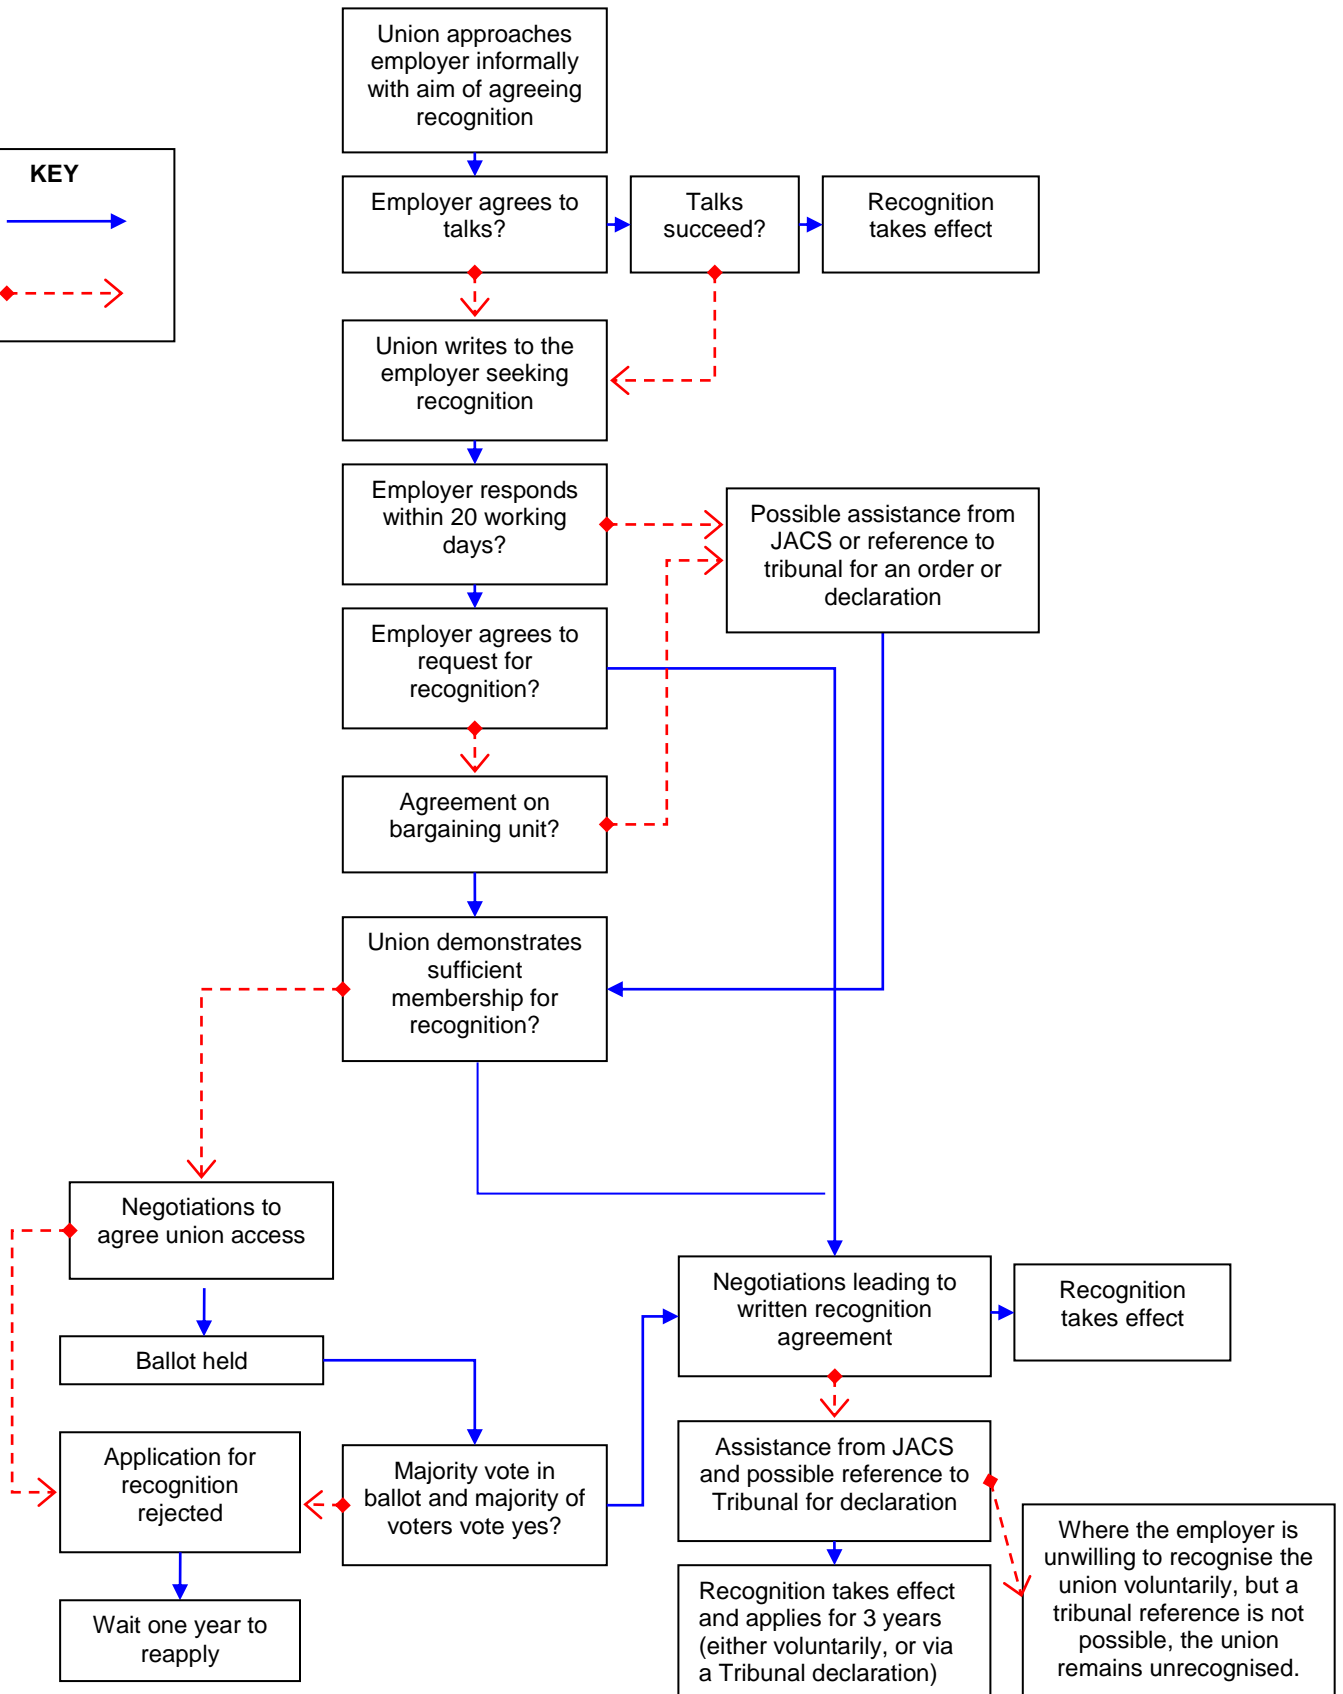 Union approaches
employer informally
with aim of agreeing
recognition
KEY
Employer agrees to
talks?
Talks
succeed?
Recognition
takes effect
Union writes to the
employer seeking
recognition
Employer responds
within 20 working
days?
Possible assistance from
JACS or reference to
tribunal for an order or
declaration
Employer agrees to
request for
recognition?
Agreement on
bargaining unit?
Union demonstrates
sufficient
membership for
recognition?
Negotiations to
agree union access
Negotiations leading to
written recognition
agreement
Recognition
takes effect
Ballot held
Application for
recognition
rejected
Majority vote in
ballot and majority of
voters vote yes?
Assistance from JACS
and possible reference to
Tribunal for declaration
Where the employer is
unwilling to recognise the
union voluntarily, but a
tribunal reference is not
possible, the union
remains unrecognised.
Wait one year to
reapply
Recognition takes effect
and applies for 3 years
(either voluntarily, or via
a Tribunal declaration)